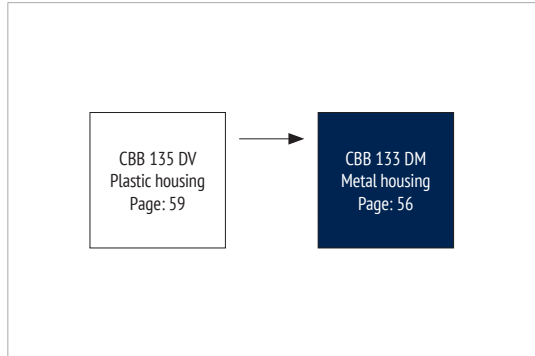 CBB 135 DV
Plastic housing
Page: 59
CBB 133 DM
Metal housing
Page: 56